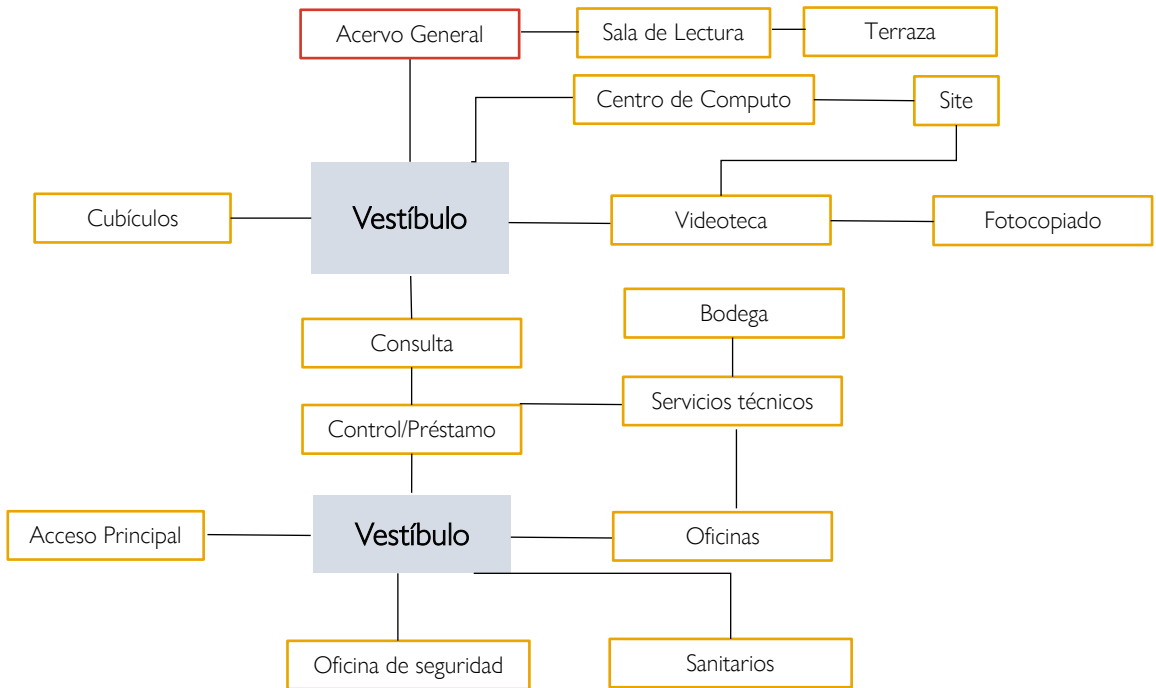 Acervo General
Sala de Lectura
Terraza
Centro de Computo
Site
Cubículos
Vestíbulo
Videoteca
Fotocopiado
Bodega
Consulta
Servicios técnicos
Control/Préstamo
Acceso Principal
Vestíbulo
Oficinas
Oficina de seguridad
Sanitarios